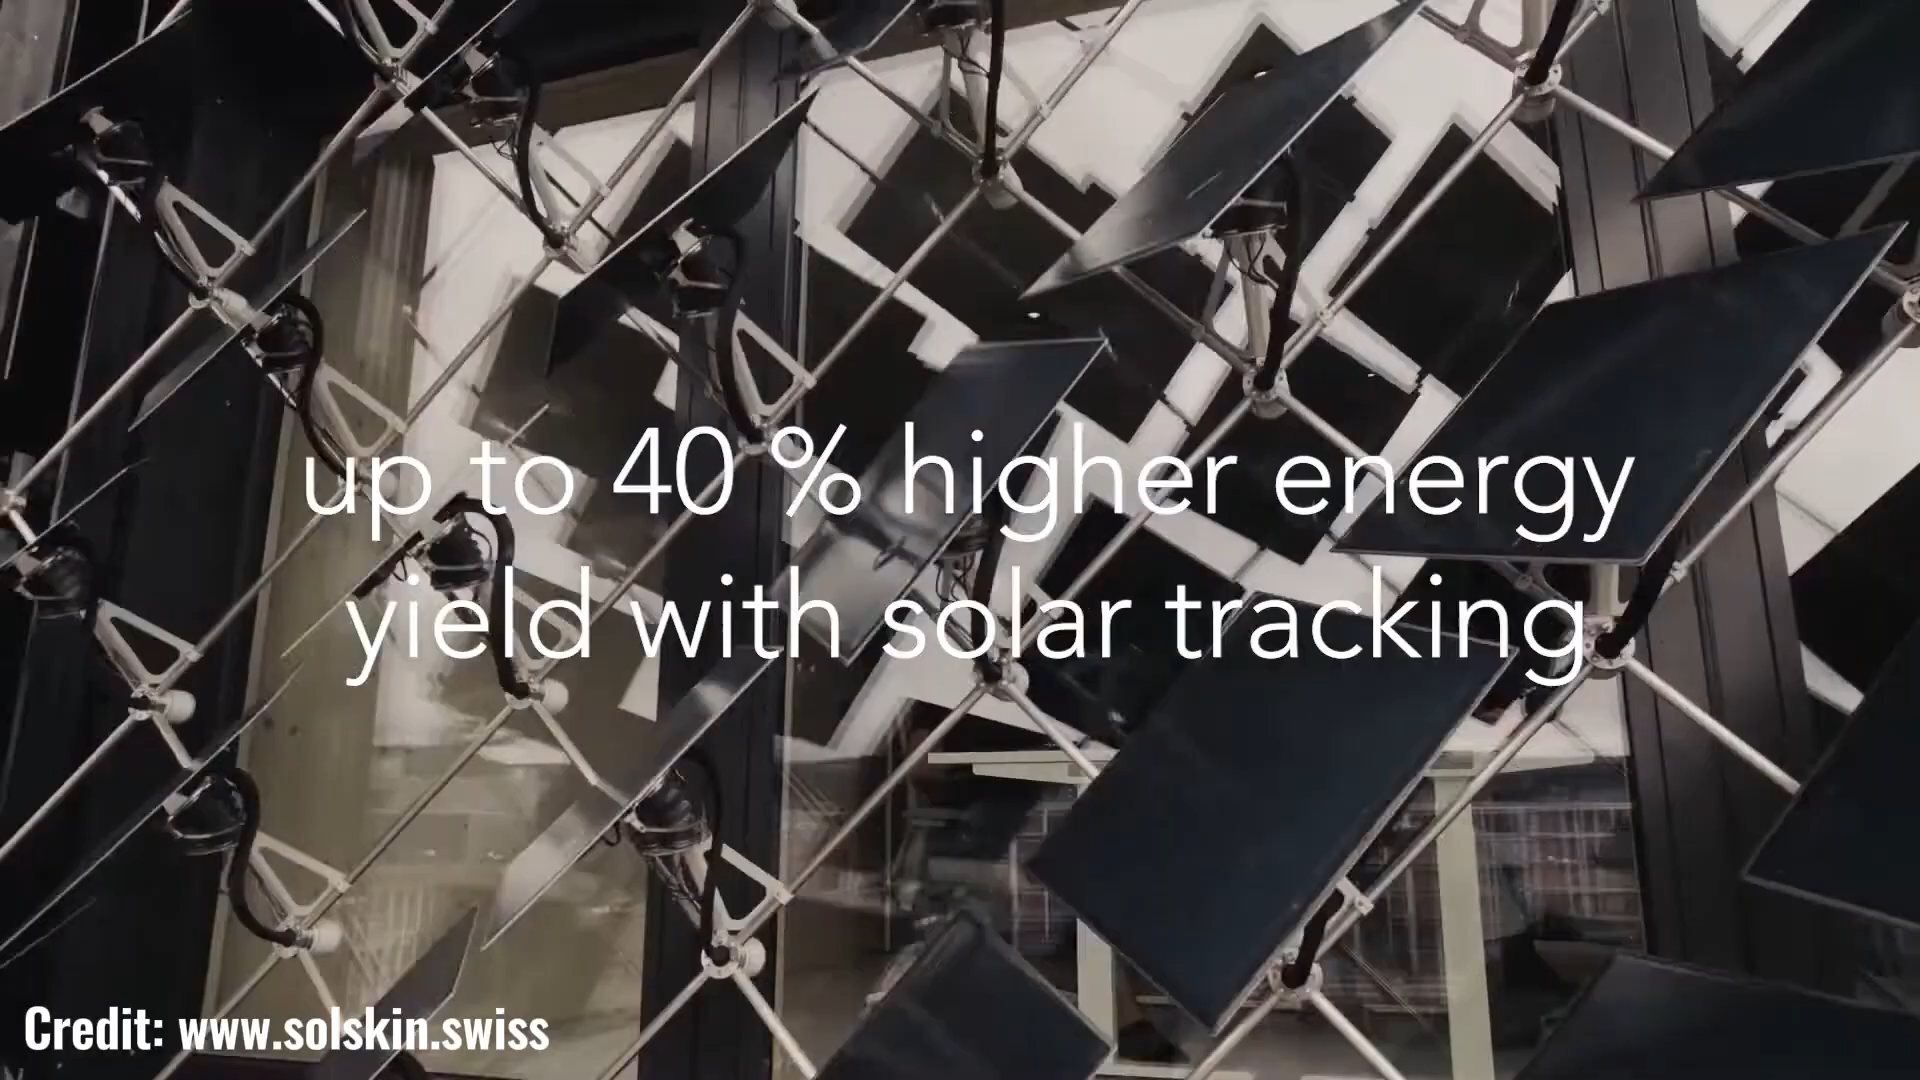 up to 40 % higher energy
yield with solar tracking
Credit: www.solskin.swiss